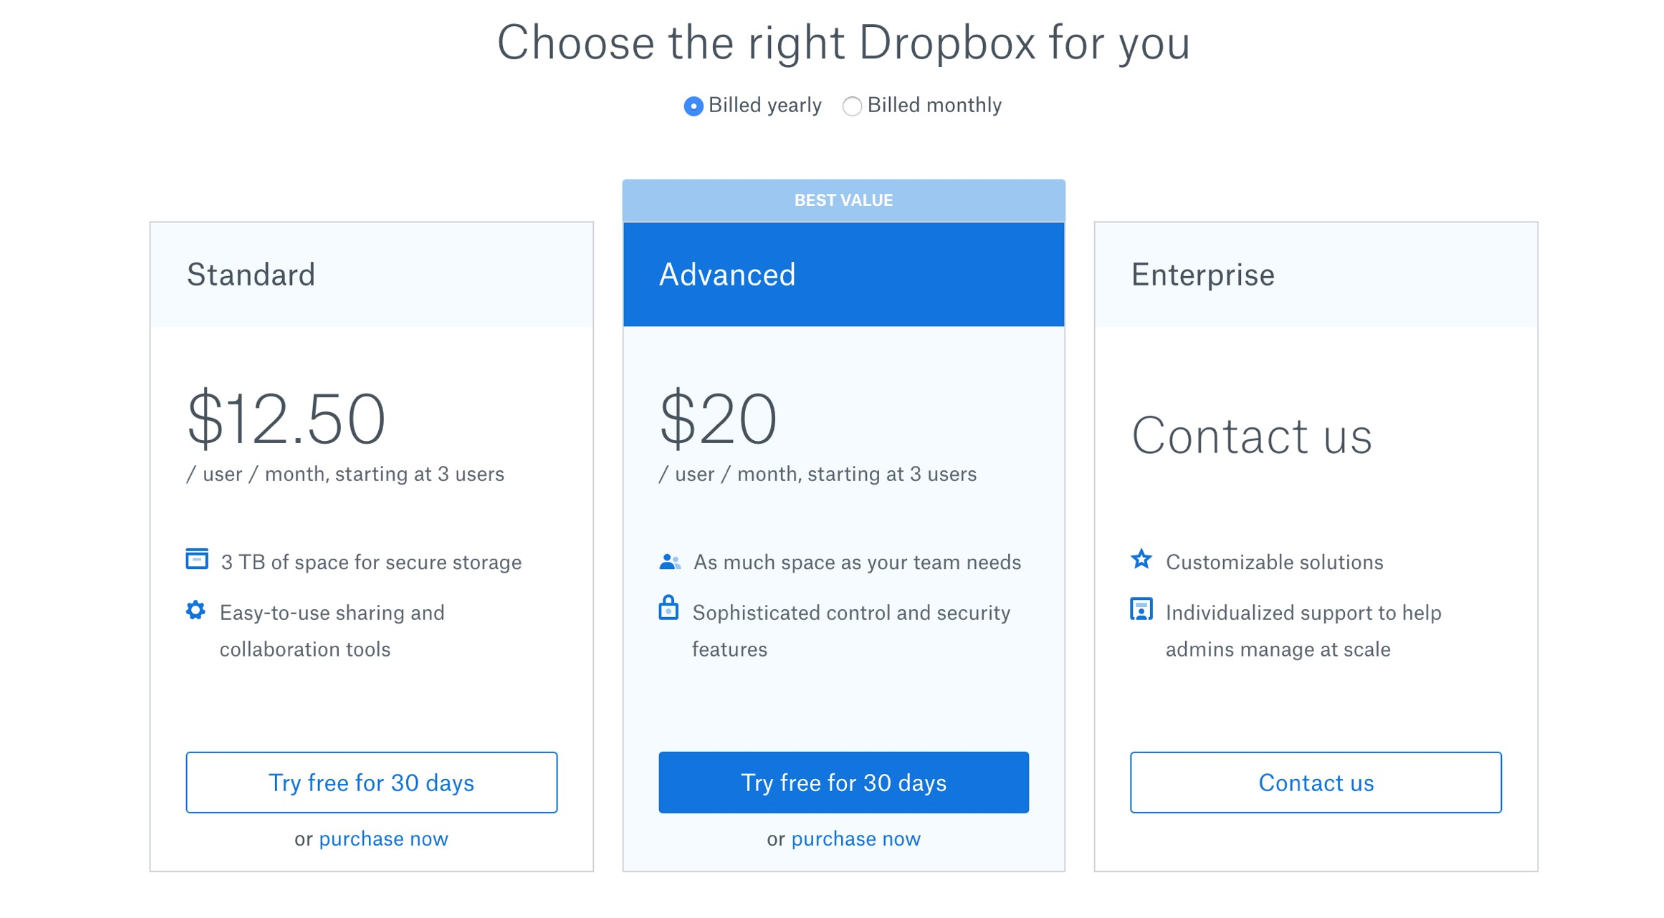 Choose the right Dropbox for you
Billed yearly
Billed monthly
Standard
$12.50
/ user / month, starting at 3 users
3 TB of space for secure storage
Easy-to-use sharing and
collaboration tools
Try free for 30 days
or purchase now
BEST VALUE
Advanced
$20
/ user / month, starting at 3 users
As much space as your team needs
Sophisticated control and security
features
Try free for 30 days
or purchase now
Enterprise
Contact us
Customizable solutions
Individualized support to help
admins manage at scale
Contact us